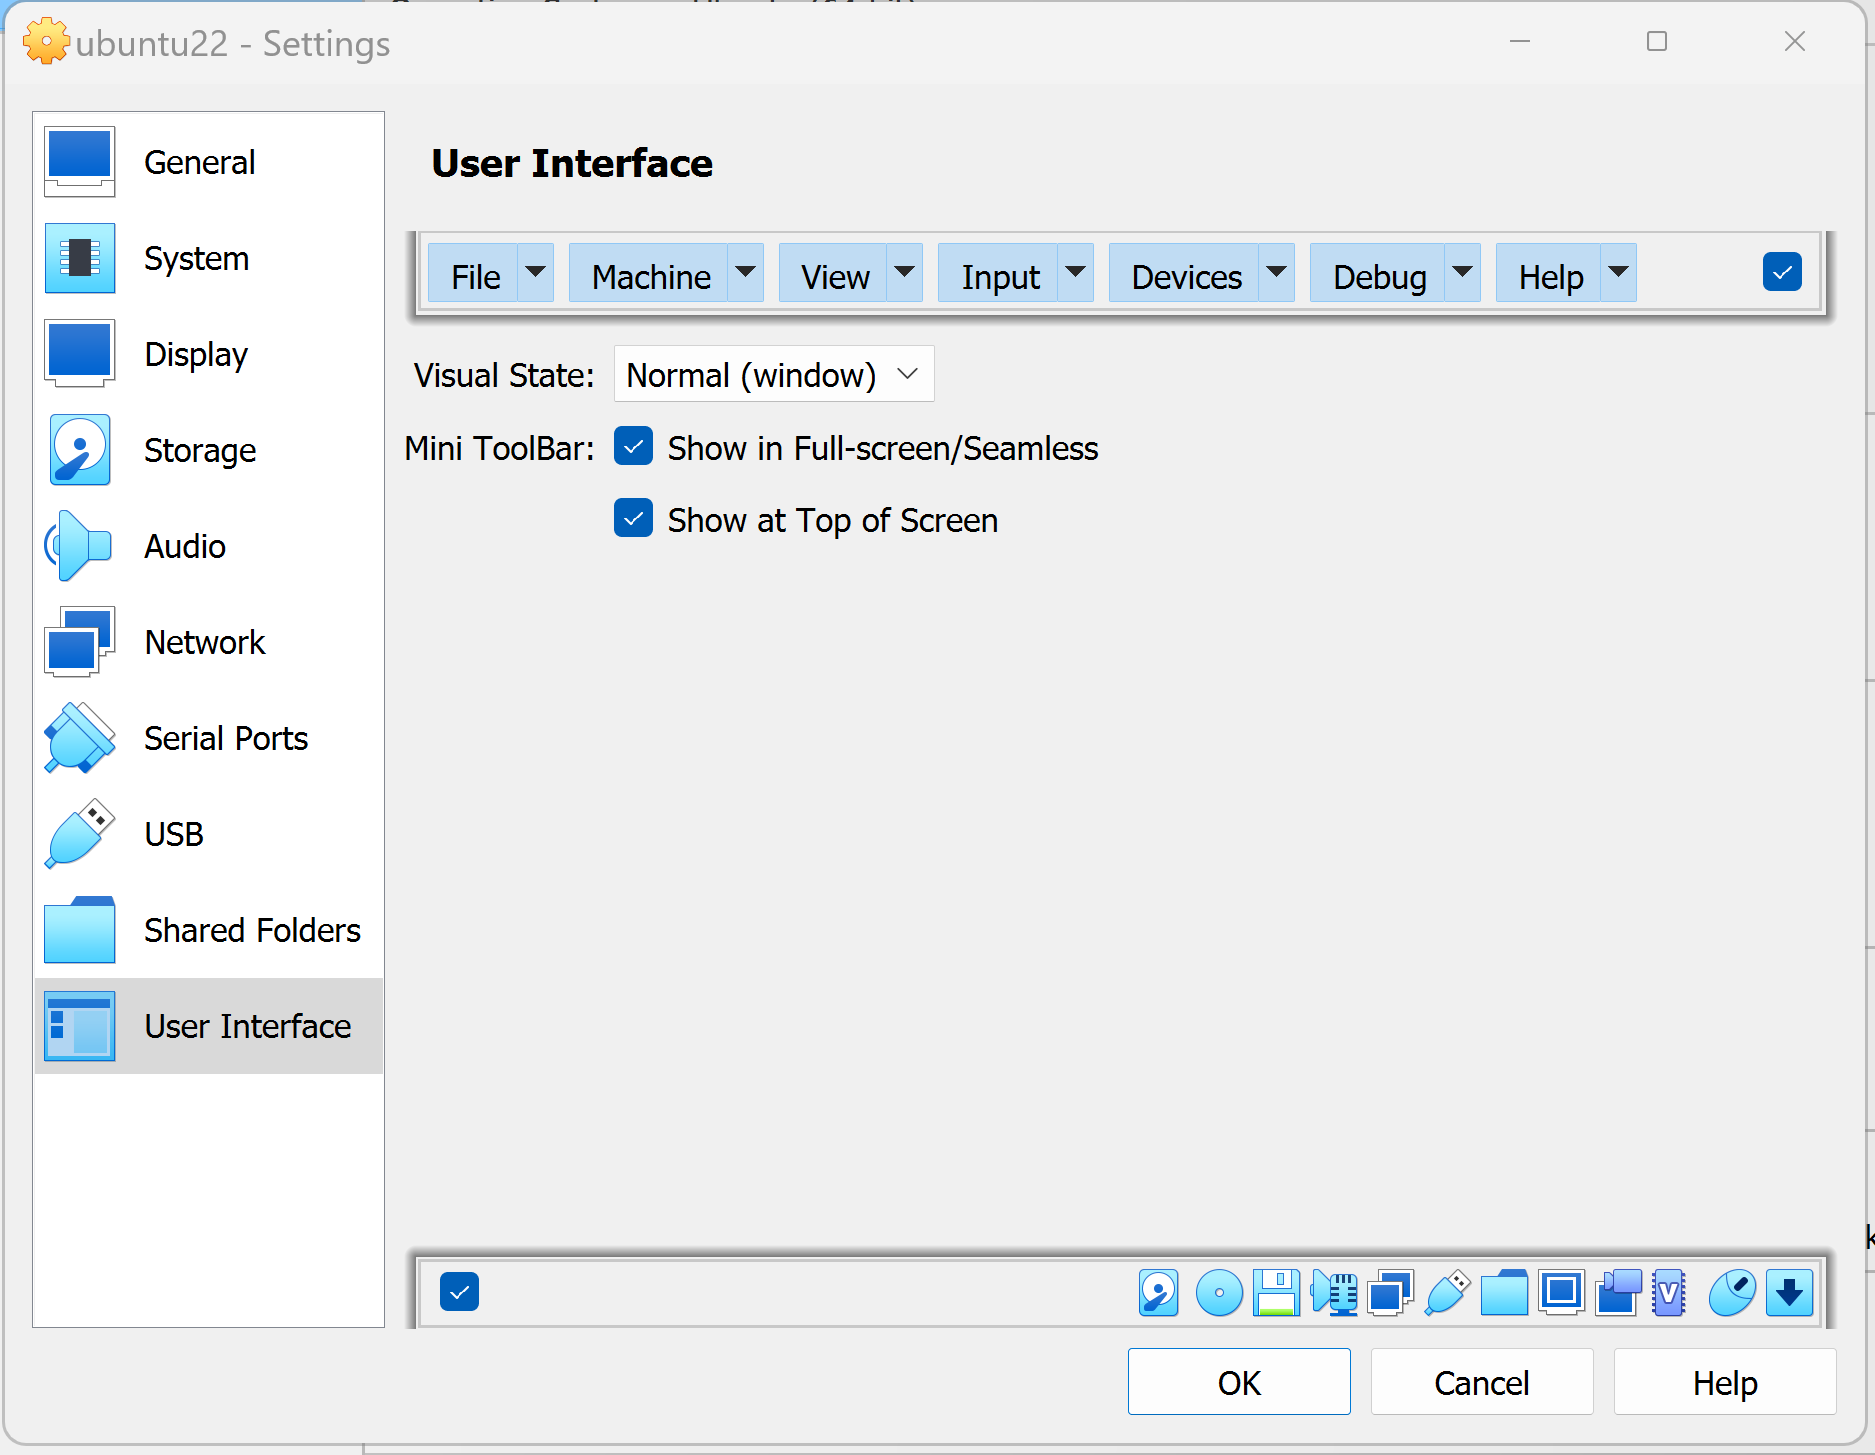 ubuntu22 - Settings
General
System
Display
Storage
Audio
Network
Serial Ports
USB
Shared Folders
User Interface
User Interface
File Machine View Input Devices Debug Help
Visual State: Normal (window)
Mini ToolBar: Show in Full-screen/Seamless
Show at Top of Screen
V
OK Cancel Help